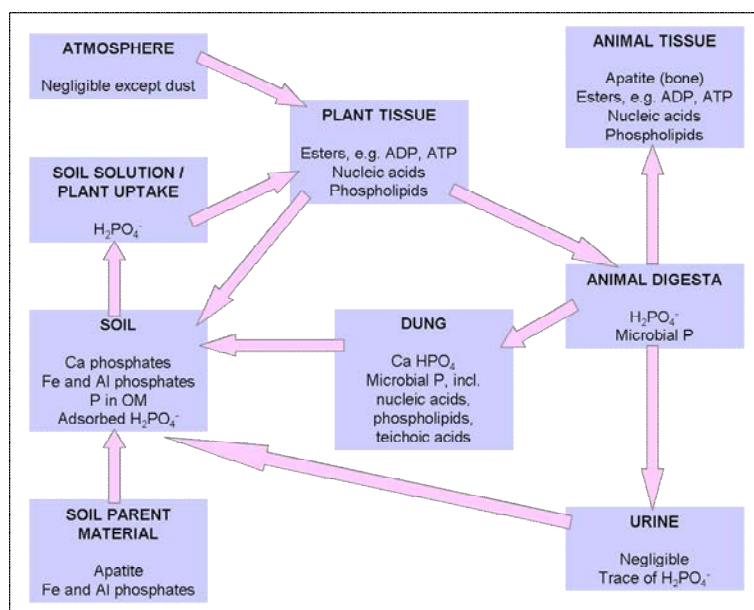 ATMOSPHERE
Negligible except dust
ANIMAL TISSUE
Apatite (bone)
Esters, e.g. ADP, ATP
Nucleic acids
Phospholipids
PLANT TISSUE
Esters, e.g. ADP, ATP
Nucleic acids
Phospholipids
SOIL SOLUTION /
PLANT UPTAKE
H₂PO₄⁻
ANIMAL DIGESTA
H₂PO₄⁻
Microbial P
SOIL
Ca phosphates
Fe and Al phosphates
P in OM
Adsorbed H₂PO₄⁻
DUNG
Ca HPO₄
Microbial P, incl.
nucleic acids,
phospholipids,
teichoic acids
SOIL PARENT
MATERIAL
Apatite
Fe and Al phosphates
URINE
Negligible
Trace of H₂PO₄⁻